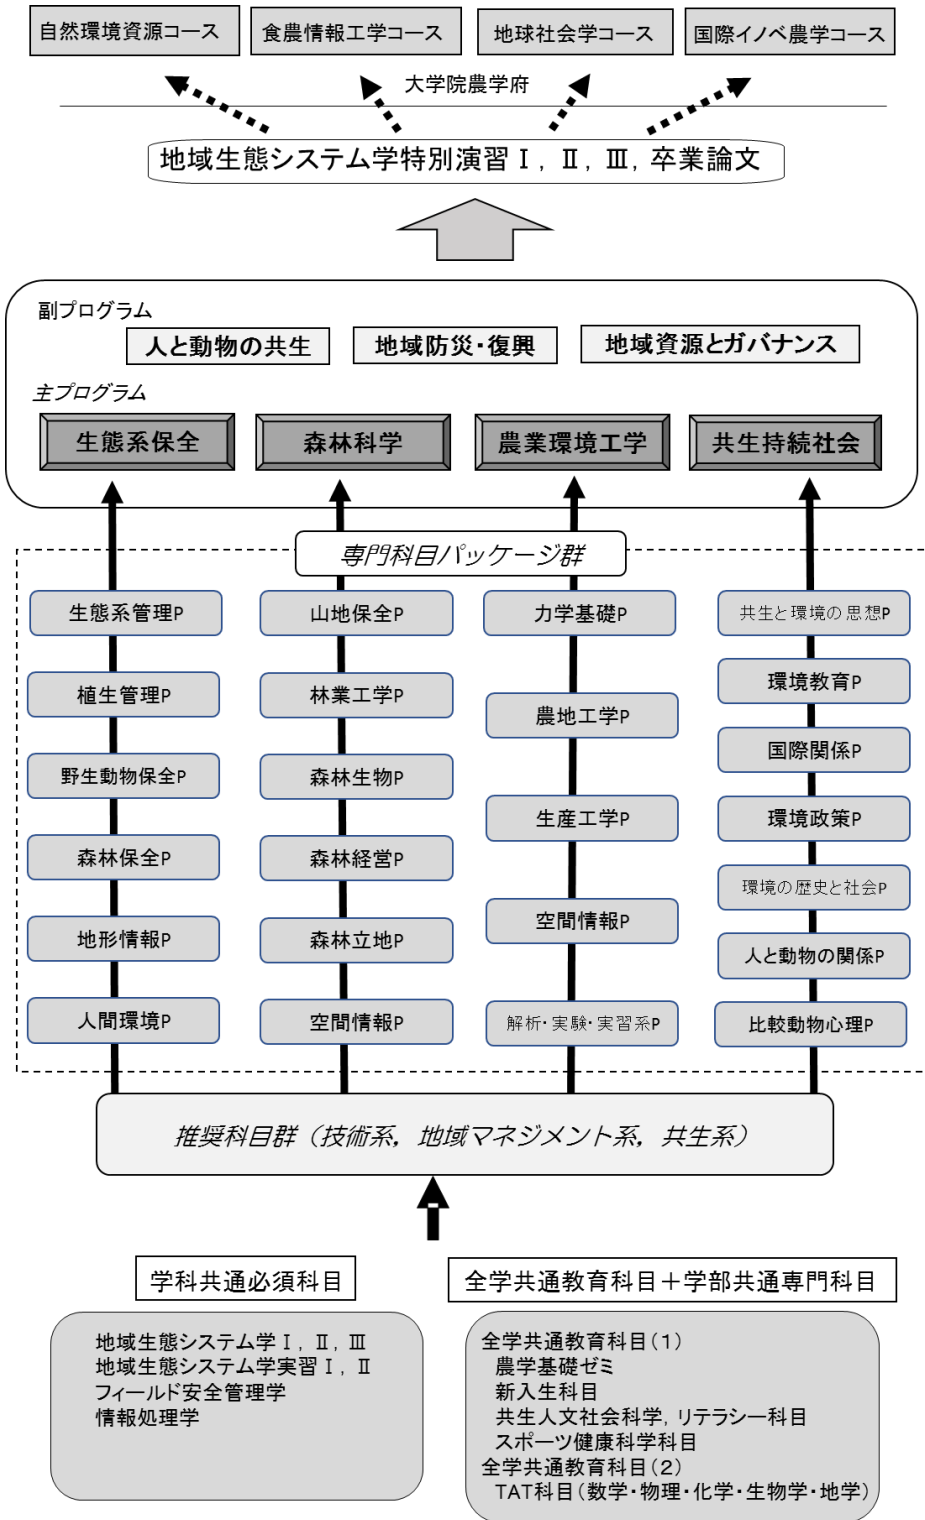 自然環境資源コース
食農情報工学コース
地球社会学コース
国際イノベ農学コース
大学院農学府
地域生態システム学特別演習Ⅰ, Ⅱ, Ⅲ, 卒業論文
副プログラム
人と動物の共生
地域防災・復興
地域資源とガバナンス
主プログラム
生態系保全
森林科学
農業環境工学
共生持続社会
専門科目パッケージ群
生態系管理P
植生管理P
野生動物保全P
森林保全P
地形情報P
人間環境P
山地保全P
林業工学P
森林生物P
森林経営P
森林立地P
空間情報P
力学基礎P
農地工学P
生産工学P
空間情報P
解析・実験・実習系P
共生と環境の思想P
環境教育P
国際関係P
環境政策P
環境の歴史と社会P
人と動物の関係P
比較動物心理P
推奨科目群（技術系，地域マネジメント系，共生系）
学科共通必須科目
地域生態システム学Ⅰ, Ⅱ, Ⅲ
地域生態システム学実習Ⅰ, Ⅱ
フィールド安全管理学
情報処理学
全学共通教育科目＋学部共通専門科目
全学共通教育科目(1)
農学基礎ゼミ
新入生科目
共生人文社会科学, リテラシー科目
スポーツ健康科学科目
全学共通教育科目(2)
TAT科目(数学・物理・化学・生物学・地学)